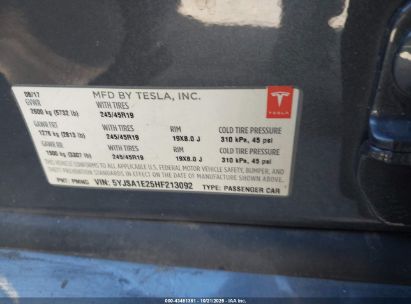 09/17 MFD BY TESLA, INC.
GVWR WITH TIRES
2600 kg (5732 lb) 245/45R19
GAWR FRT WITH TIRES RIM COLD TIRE PRESSURE
1276 kg (2813 lb) 245/45R19 19X8.0 J 310 kPa, 45 psi
GAWR RR WITH TIRES RIM COLD TIRE PRESSURE
1500 kg (3307 lb) 245/45R19 19X8.0 J 310 kPa, 45 psi
THIS VEHICLE CONFORMS TO ALL APPLICABLE FEDERAL MOTOR VEHICLE SAFETY, BUMPER, AND
THEFT PREVENTION STANDARDS IN EFFECT ON THE DATE OF MANUFACTURE SHOWN ABOVE.
PNT: PMNG VIN: 5YJSA1E25HF213092 TYPE: PASSENGER CAR
TESLA